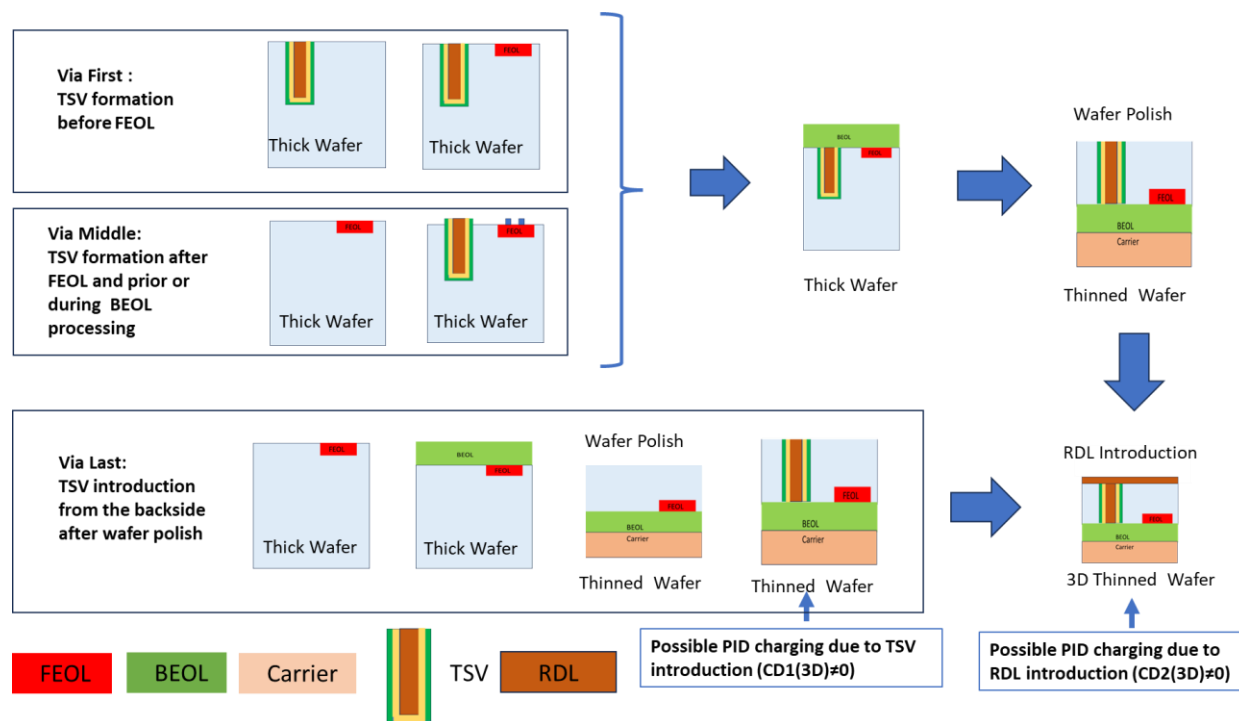 Via First :
TSV formation
before FEOL
Thick Wafer
FEOL
Thick Wafer
Via Middle:
TSV formation after
FEOL and prior or
during BEOL
processing
FEOL
Thick Wafer
FEOL
Thick Wafer
BEOL
FEOL
Thick Wafer
Wafer Polish
FEOL
BEOL
Carrier
Thinned Wafer
Via Last:
TSV introduction
from the backside
after wafer polish
FEOL
Thick Wafer
BEOL
FEOL
Thick Wafer
Wafer Polish
FEOL
BEOL
Carrier
Thinned Wafer
FEOL
BEOL
Carrier
Thinned Wafer
RDL Introduction
FEOL
BEOL
Carrier
3D Thinned Wafer
Possible PID charging due to TSV
introduction (CD1(3D)≠0)
Possible PID charging due to
RDL introduction (CD2(3D)≠0)
FEOL
BEOL
Carrier
TSV
RDL